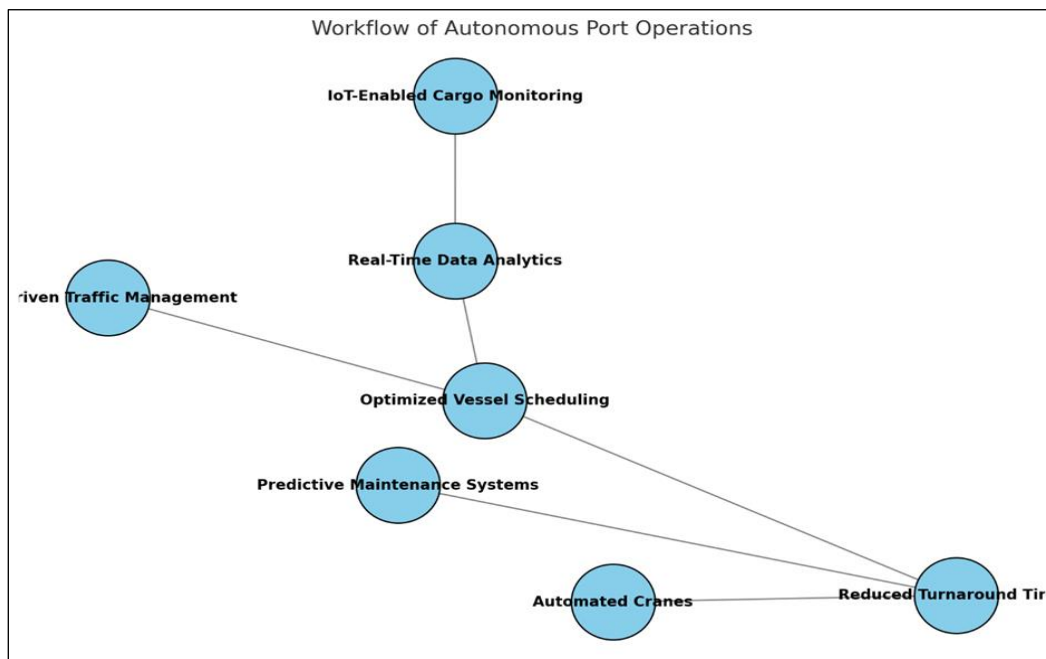 Workflow of Autonomous Port Operations
IoT-Enabled Cargo Monitoring
Real-Time Data Analytics
Traffic Management
Optimized Vessel Scheduling
Predictive Maintenance Systems
Automated Cranes
Reduced Turnaround